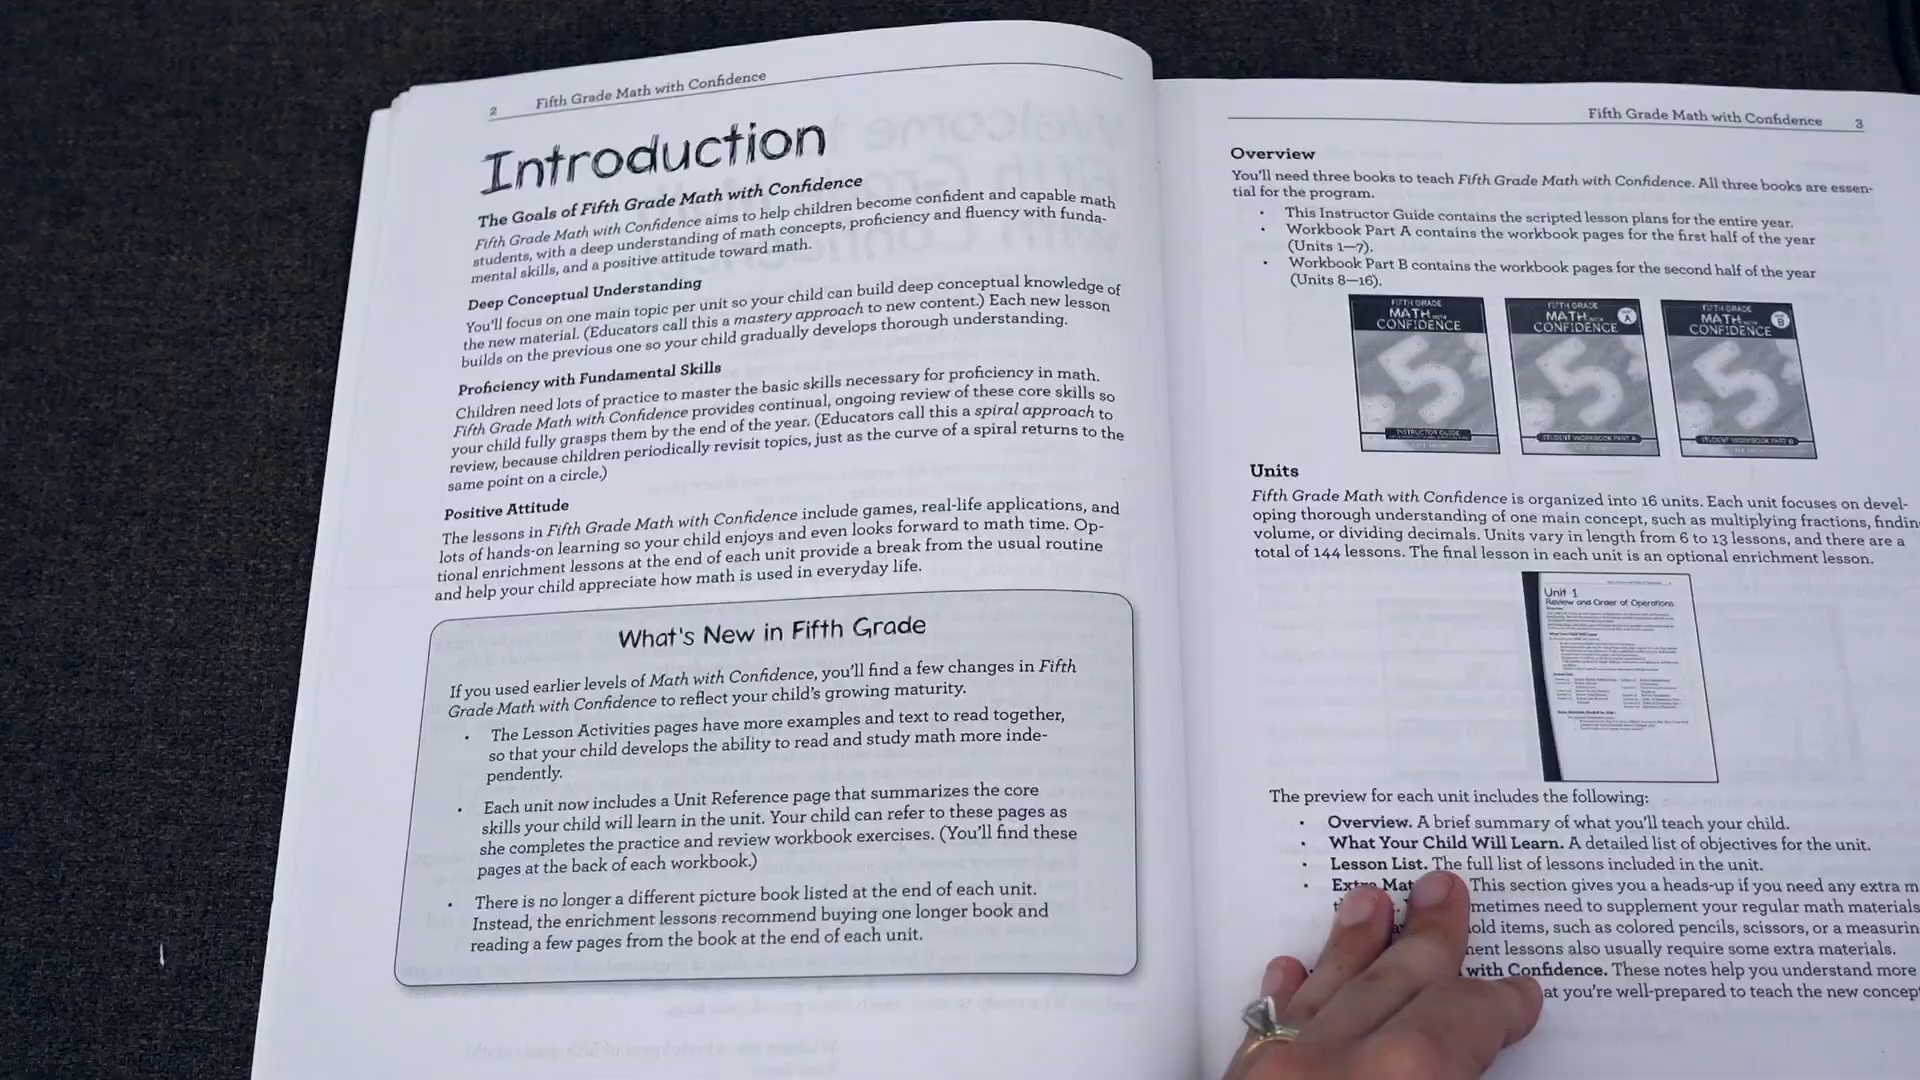 2 Fifth Grade Math with Confidence
Introduction
The Goals of Fifth Grade Math with Confidence
Fifth Grade Math with Confidence aims to help children become confident and capable math
students, with a deep understanding of math concepts, proficiency and fluency with funda-
mental skills, and a positive attitude toward math.
Deep Conceptual Understanding
You'll focus on one main topic per unit so your child can build deep conceptual knowledge of
the new material. (Educators call this a mastery approach to new content.) Each new lesson
builds on the previous one so your child gradually develops thorough understanding.
Proficiency with Fundamental Skills
Children need lots of practice to master the basic skills necessary for proficiency in math.
Fifth Grade Math with Confidence provides continual, ongoing review of these core skills so
your child fully grasps them by the end of the year. (Educators call this a spiral approach to
review, because children periodically revisit topics, just as the curve of a spiral returns to the
same point on a circle.)
Positive Attitude
The lessons in Fifth Grade Math with Confidence include games, real-life applications, and
lots of hands-on learning so your child enjoys and even looks forward to math time. Op-
tional enrichment lessons at the end of each unit provide a break from the usual routine
and help your child appreciate how math is used in everyday life.
What's New in Fifth Grade
If you used earlier levels of Math with Confidence, you'll find a few changes in Fifth
Grade Math with Confidence to reflect your child's growing maturity.
• The Lesson Activities pages have more examples and text to read together,
so that your child develops the ability to read and study math more inde-
pendently.
• Each unit now includes a Unit Reference page that summarizes the core
skills your child will learn in the unit. Your child can refer to these pages as
she completes the practice and review workbook exercises. (You'll find these
pages at the back of each workbook.)
• There is no longer a different picture book listed at the end of each unit.
Instead, the enrichment lessons recommend buying one longer book and
reading a few pages from the book at the end of each unit.
Fifth Grade Math with Confidence 3
Overview
You'll need three books to teach Fifth Grade Math with Confidence. All three books are essen-
tial for the program.
• This Instructor Guide contains the scripted lesson plans for the entire year.
• Workbook Part A contains the workbook pages for the first half of the year
(Units 1—7).
• Workbook Part B contains the workbook pages for the second half of the year
(Units 8—16).
FIFTH GRADE
MATH WITH
CONFIDENCE
5
INSTRUCTOR GUIDE
FIFTH GRADE
MATH WITH
CONFIDENCE
A
5
STUDENT WORKBOOK PART A
FIFTH GRADE
MATH WITH
CONFIDENCE
B
5
STUDENT WORKBOOK PART B
Units
Fifth Grade Math with Confidence is organized into 16 units. Each unit focuses on devel-
oping thorough understanding of one main concept, such as multiplying fractions,
volume, or dividing decimals. Units vary in length from 6 to 13 lessons, and there are a
total of 144 lessons. The final lesson in each unit is an optional enrichment lesson.
Unit 1
Review and Order of Operations
The preview for each unit includes the following:
• Overview. A brief summary of what you'll teach your child.
• What Your Child Will Learn. A detailed list of objectives for the unit.
• Lesson List. The full list of lessons included in the unit.
• Extra This section gives you a heads-up if you need any extra
need to supplement your regular math materials
items, such as colored pencils, scissors, or a
lessons also usually require some extra materials.
with Confidence. These notes help you understand more
you're well-prepared to teach the new